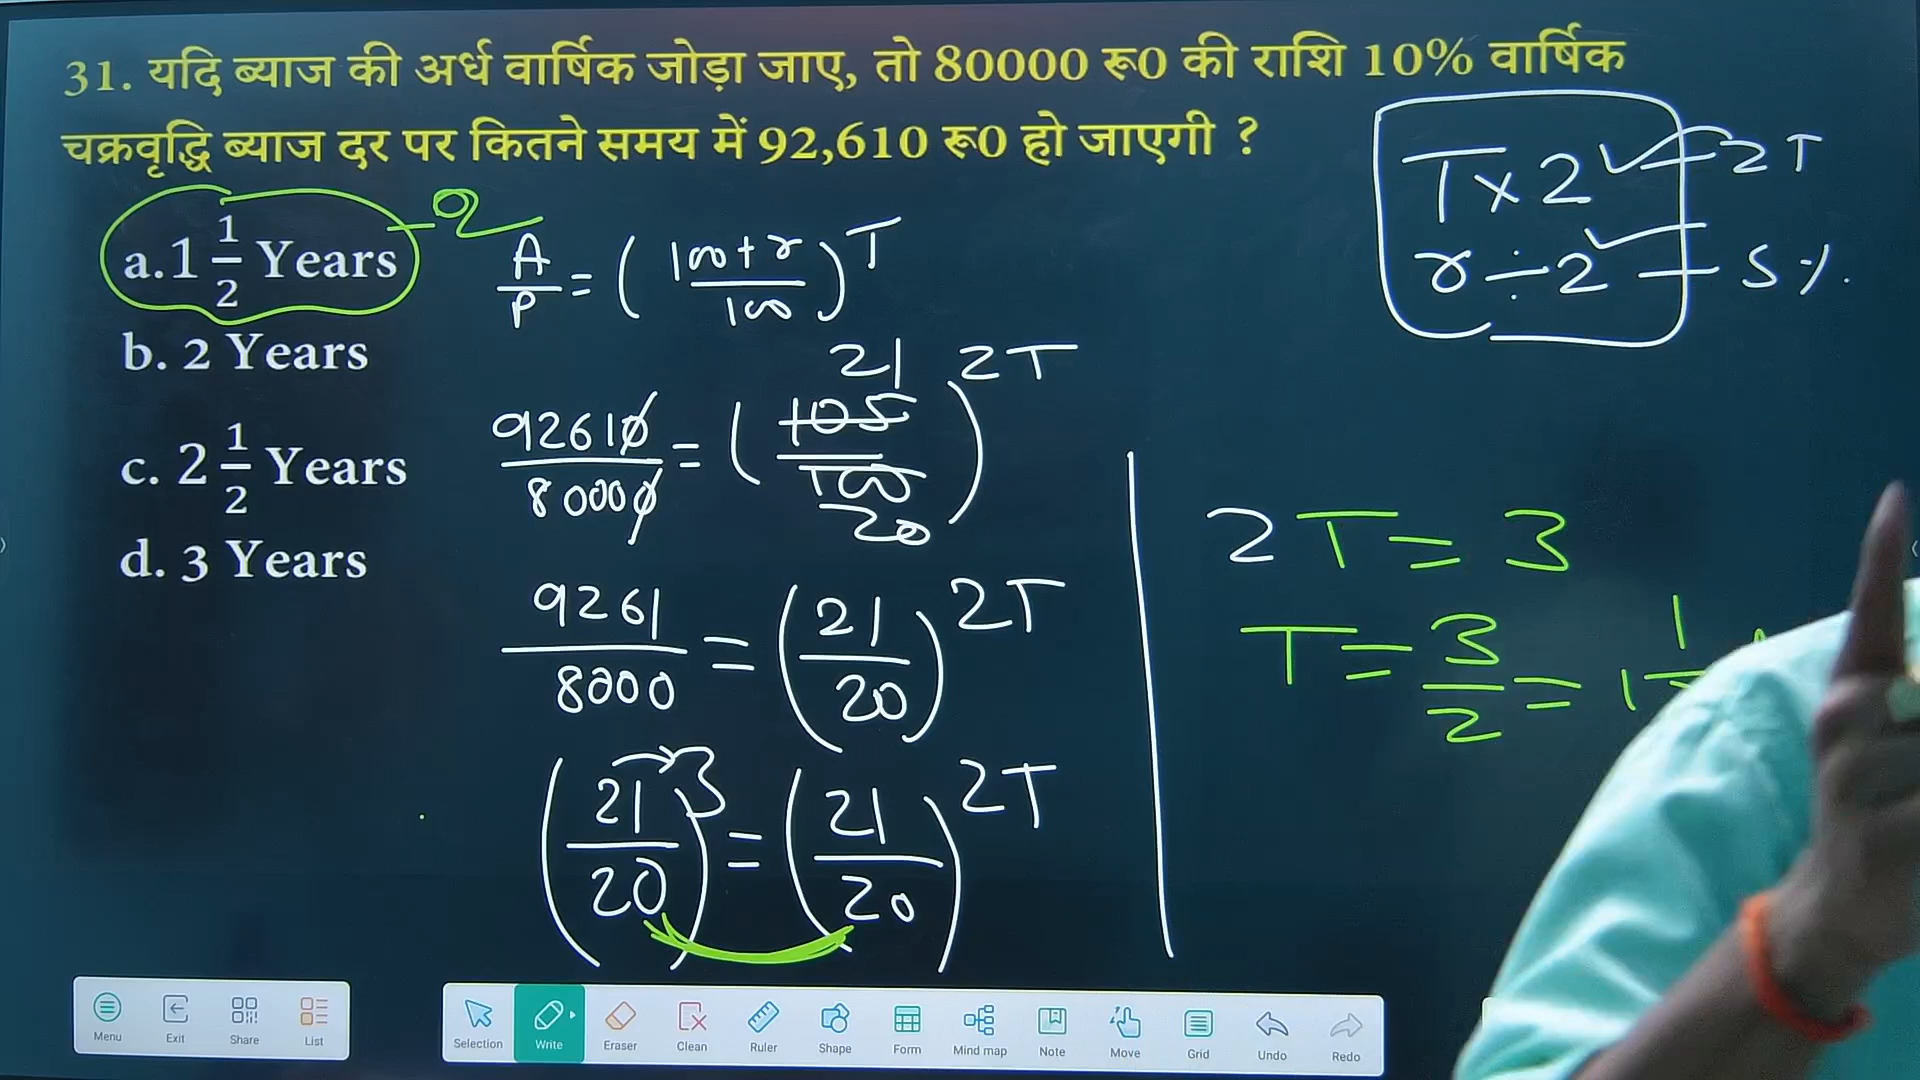 31. यदि ब्याज की अर्ध वार्षिक जोड़ा जाए, तो 80000 रू0 की राशि 10% वार्षिक
चक्रवृद्धि ब्याज दर पर कितने समय में 92,610 रू0 हो जाएगी ?
a. 1 1/2 Years
b. 2 Years
c. 2 1/2 Years
d. 3 Years
A/P = ((100+r)/100)^T
92610/80000 = (105/100)^2T
21
20
9261/8000 = (21/20)^2T
(21/20)^3 = (21/20)^2T
T×2 — 2T
r÷2 — 5%
2T = 3
T = 3/2 = 1
Menu
Exit
Share
List
Selection
Write
Eraser
Clean
Ruler
Shape
Form
Mind map
Note
Move
Grid
Undo
Redo